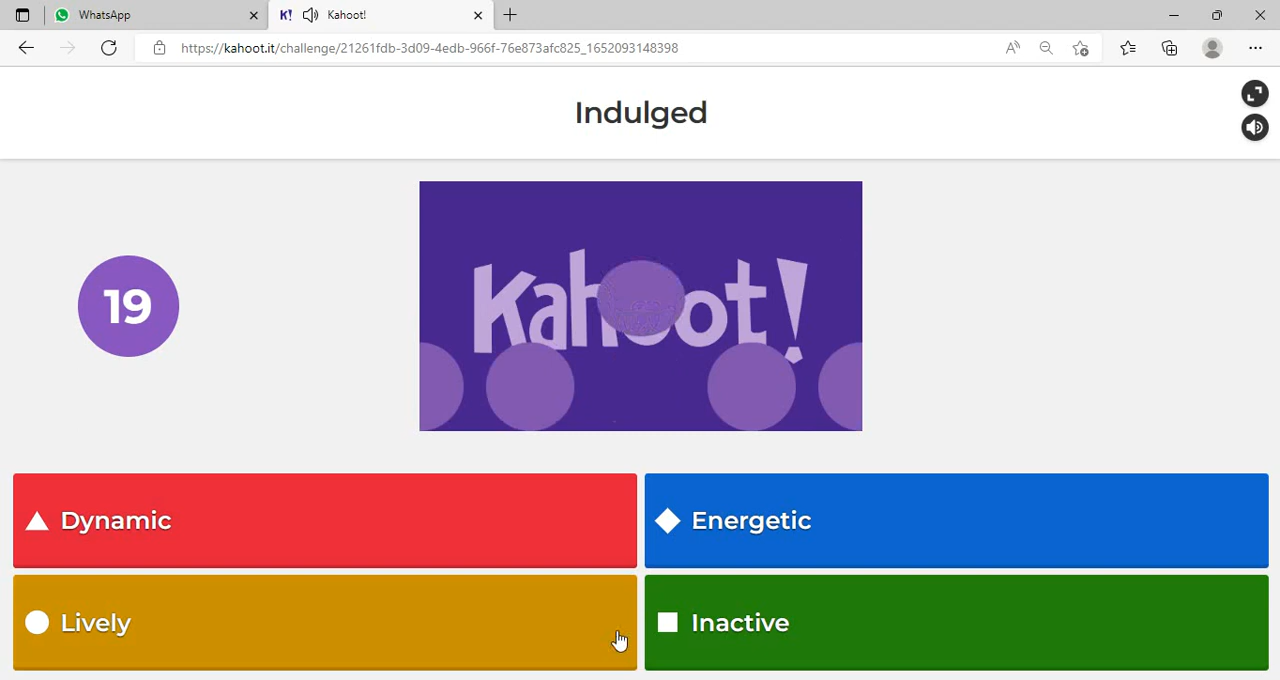 WhatsApp
K! Kahoot!
https://kahoot.it/challenge/21261fdb-3d09-4edb-966f-76e873afc825_1652093148398
Indulged
19
Kahoot!
Dynamic
Energetic
Lively
Inactive